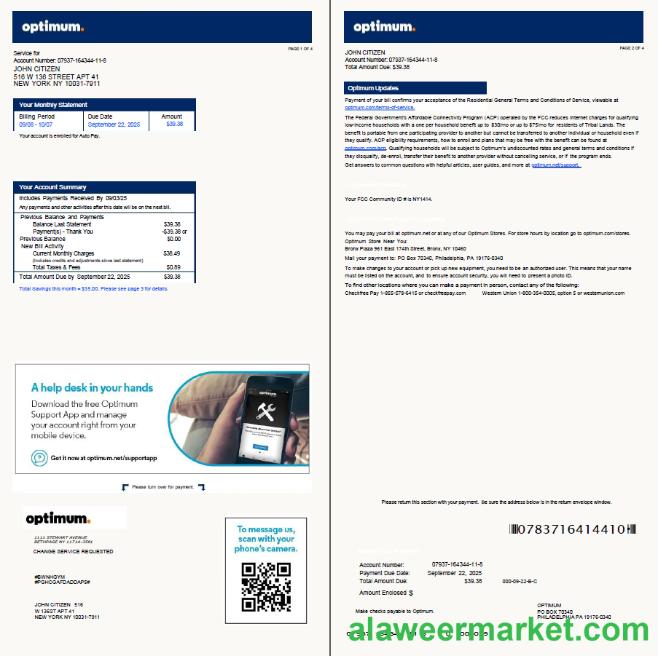 optimum.
PAGE 1 OF 4
Service for
Account Number: 07937-164344-11-8
JOHN CITIZEN
516 W 136 STREET APT 41
NEW YORK NY 10031-7911
Your Monthly Statement
Billing Period Due Date Amount
09/08 - 10/07 September 22, 2025 $39.38
Your account is enrolled for Auto Pay.
Your Account Summary
Includes Payments Received By 09/03/25
Any payments and other activities after this date will be on the next bill.
Previous Balance and Payments
Balance Last Statement $39.38
Payment(s) - Thank You -$39.38 cr
Previous Balance $0.00
New Bill Activity
Current Monthly Charges $38.49
(Includes credits and adjustments since last statement)
Total Taxes & Fees $0.89
Total Amount Due by September 22, 2025 $39.38
Total Savings this month = $35.00. Please see page 3 for details.
A help desk in your hands
Download the free Optimum
Support App and manage
your account right from your
mobile device.
Get it now at optimum.net/supportapp
Please turn over for payment.
optimum.
1111 STEWART AVENUE
BETHPAGE NY 11714-3581
CHANGE SERVICE REQUESTED
JOHN CITIZEN 516
W 136ST APT 41
NEW YORK NY 10031-7911
To message us,
scan with your
phone's camera.
optimum.
PAGE 2 OF 4
JOHN CITIZEN
Account Number: 07937-164344-11-8
Total Amount Due: $39.38
Optimum Updates
Payment of your bill confirms your acceptance of the Residential General Terms and Conditions of Service, viewable at
optimum.com/terms-of-service.
The Federal Government's Affordable Connectivity Program (ACP) operated by the FCC reduces internet charges for qualifying
low-income households with a one per household benefit up to $30/mo or up to $75/mo for residents of Tribal Lands. The
benefit is portable from one participating provider to another but cannot be transferred to another individual or household even if
they qualify. ACP eligibility requirements, how to enroll and plans that may be free with the benefit can be found at
optimum.com/acp. Qualifying households will be subject to Optimum's undiscounted rates and general terms and conditions if
they disqualify, de-enroll, transfer their benefit to another provider without canceling service, or if the program ends.
Get answers to common questions with helpful articles, user guides, and more at optimum.net/support.
Your FCC Community ID # is NY1414.
You may pay your bill at optimum.net or at any of our Optimum Stores. For store hours by location go to optimum.com/stores.
Optimum Store Near You:
Bronx Plaza 961 East 174th Street, Bronx, NY 10460
Mail your payment to: PO Box 70340, Philadelphia, PA 19176-0340
To make changes to your account or pick up new equipment, you need to be an authorized user. This means that your name
must be listed on the account, and to ensure account security, you will need to present a photo ID.
To find other locations where you can make a payment in person, contact any of the following:
Checkfree Pay 1-855-578-6415 or checkfreepay.com Western Union 1-800-354-0005, option 5 or westernunion.com
Please return this section with your payment. Be sure the address below is in the return envelope window.
0783716414410
Account Number: 07937-164344-11-8
Payment Due Date: September 22, 2025
Total Amount Due: $39.38 000-09-22-B-C
Amount Enclosed $
Make checks payable to Optimum.
OPTIMUM
PO BOX 70340
PHILADELPHIA PA 19176-0340
alaweermarket.com